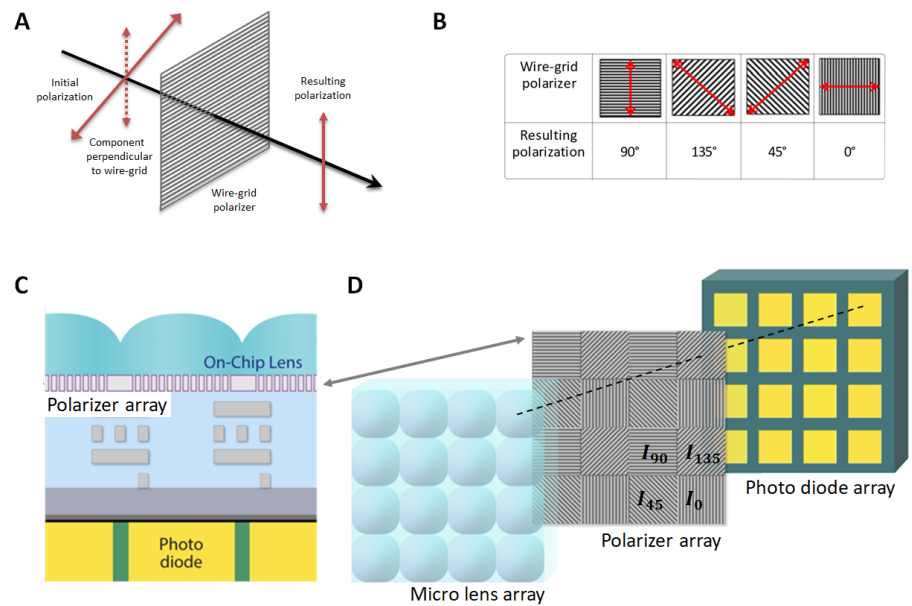 A
Initial
polarization
Component
perpendicular
to wire-grid
Wire-grid
polarizer
Resulting
polarization
B
Wire-grid
polarizer
Resulting
polarization
90°
135°
45°
0°
C
On-Chip Lens
Polarizer array
Photo
diode
D
I90
I135
I45
I0
Micro lens array
Polarizer array
Photo diode array